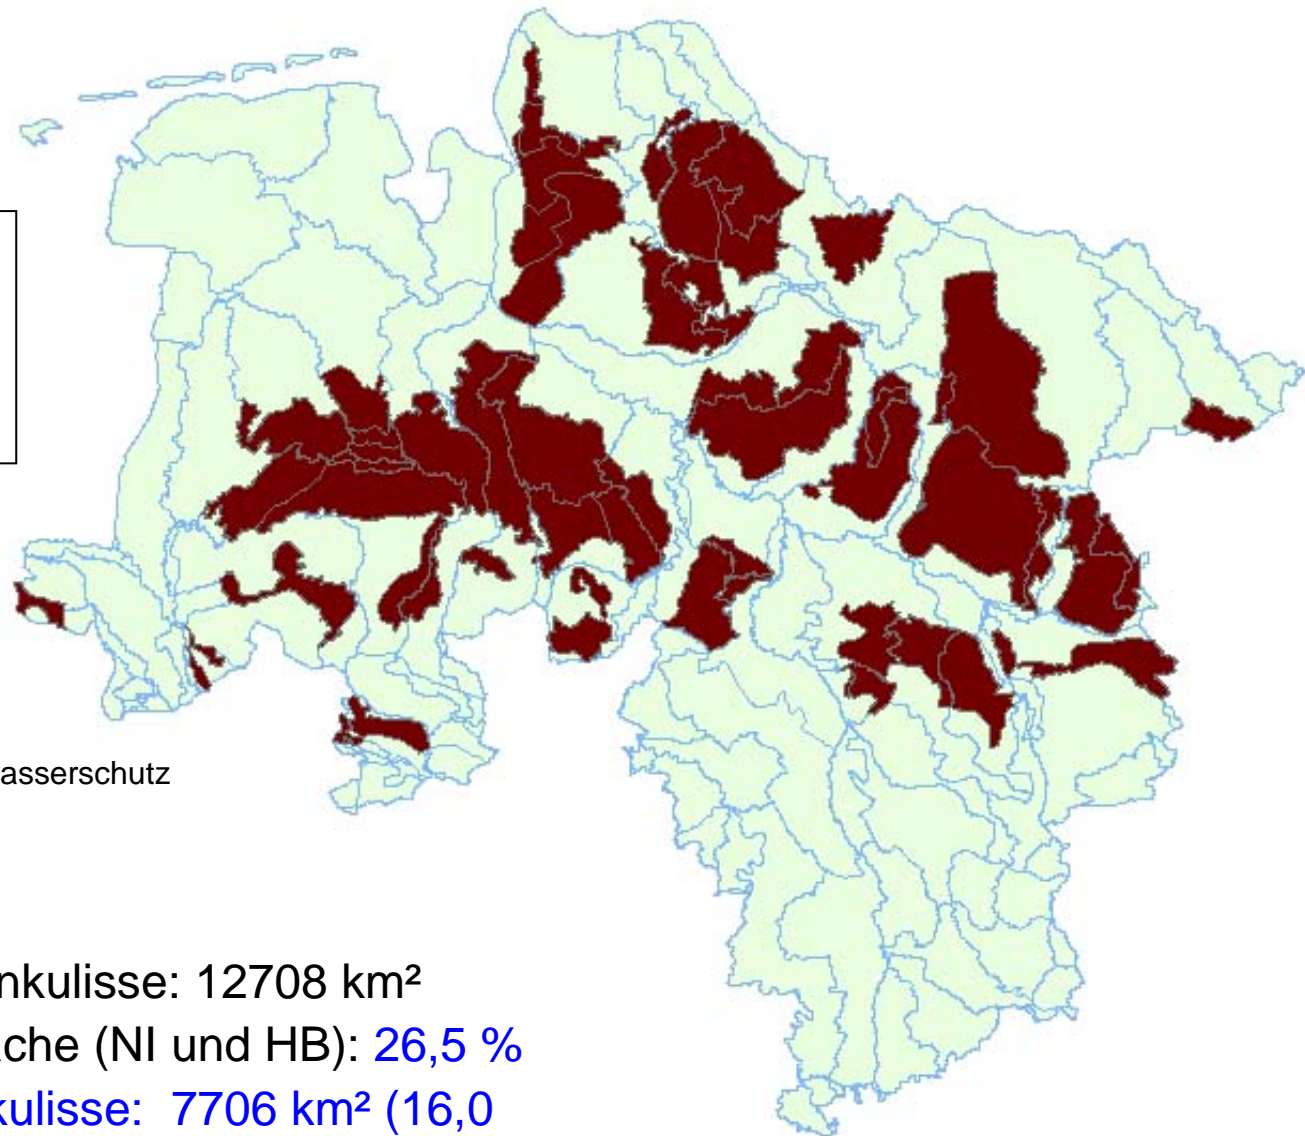 asserschutz
nkulisse: 12708 km²
che (NI und HB): 26,5 %
kulisse: 7706 km² (16,0